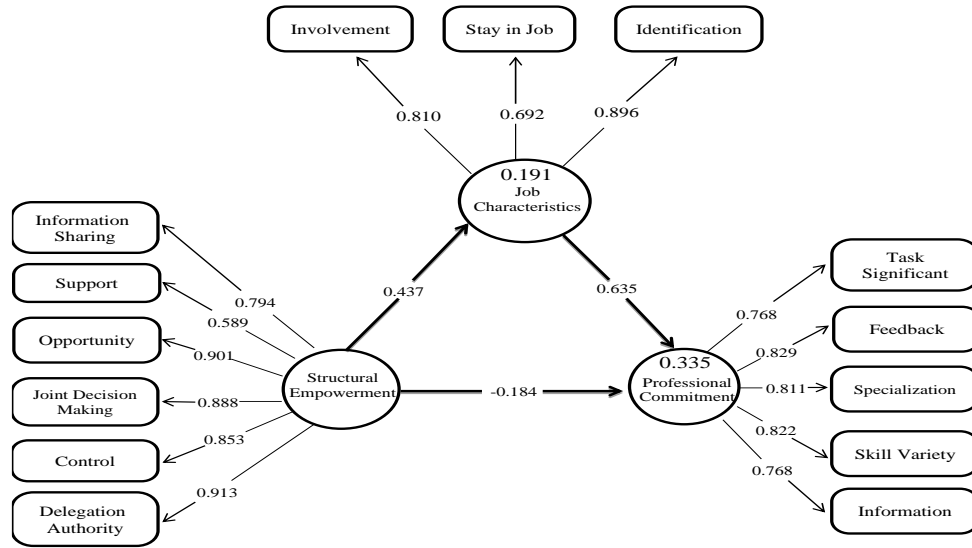 Involvement
Stay in Job
Identification
0.810
0.692
0.896
0.191
Job
Characteristics
Information
Sharing
Support
Opportunity
Joint Decision
Making
Control
Delegation
Authority
0.794
0.589
0.901
0.888
0.853
0.913
Structural
Empowerment
0.437
0.635
-0.184
0.335
Professional
Commitment
0.768
0.829
0.811
0.822
0.768
Task
Significant
Feedback
Specialization
Skill Variety
Information